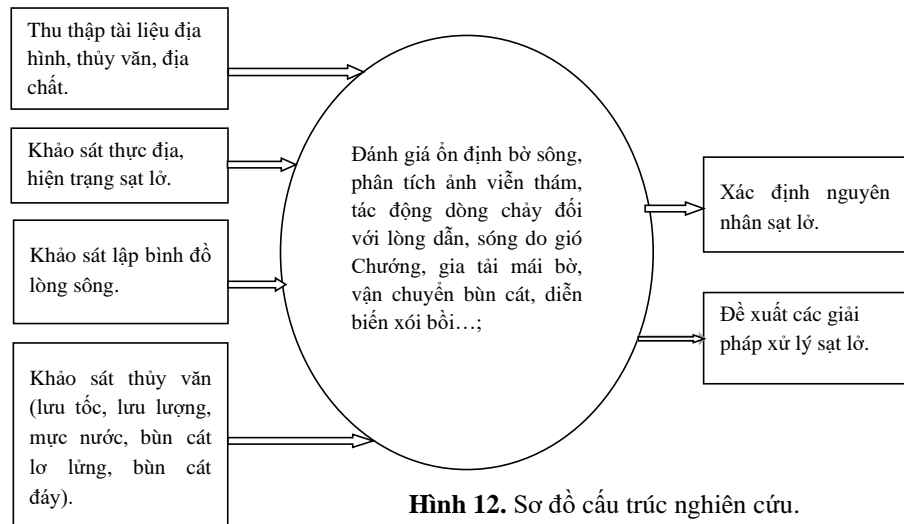 Thu thập tài liệu địa
hình, thủy văn, địa
chất.
Khảo sát thực địa,
hiện trạng sạt lở.
Khảo sát lập bình đồ
lòng sông.
Khảo sát thủy văn
(lưu tốc, lưu lượng,
mực nước, bùn cát
lơ lửng, bùn cát
đáy).
Đánh giá ổn định bờ sông,
phân tích ảnh viễn thám,
tác động dòng chảy đối
với lòng dẫn, sóng do gió
Chướng, gia tải mái bờ,
vận chuyển bùn cát, diễn
biến xói bồi…;
Xác định nguyên
nhân sạt lở.
Đề xuất các giải
pháp xử lý sạt lở.
Hình 12. Sơ đồ cấu trúc nghiên cứu.